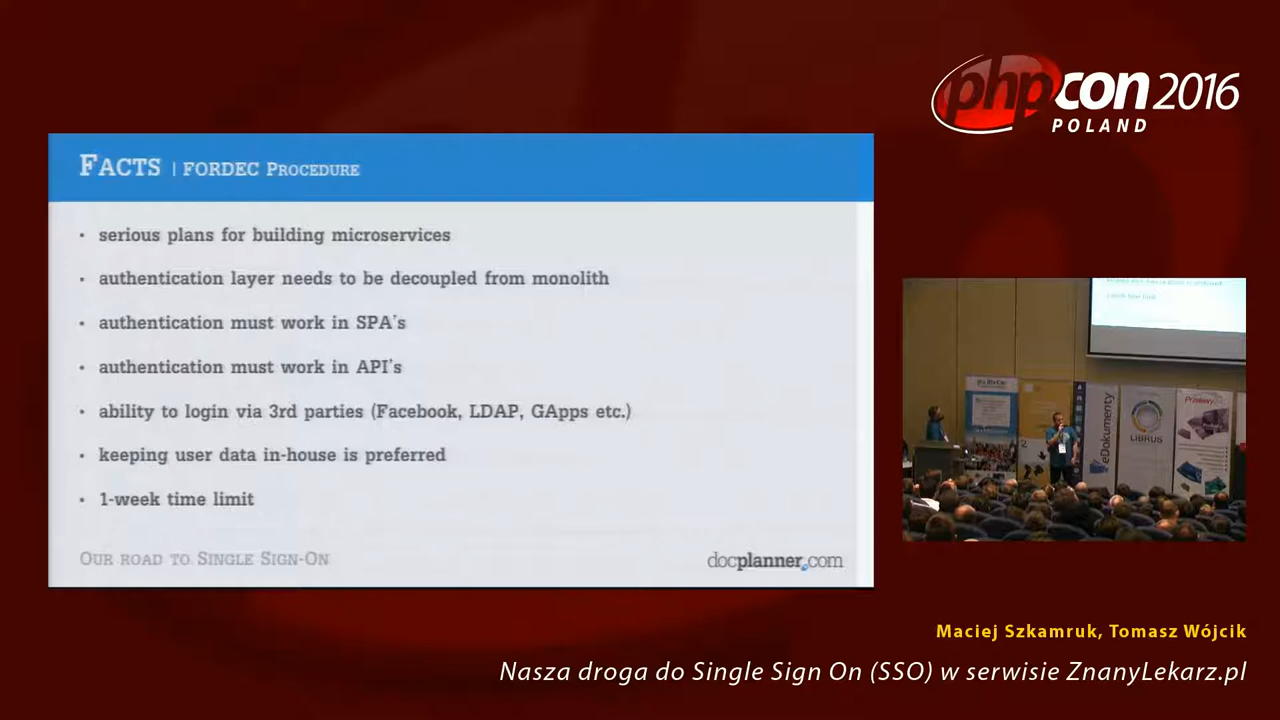 phpcon 2016
POLAND
FACTS | FORDEC PROCEDURE
• serious plans for building microservices
• authentication layer needs to be decoupled from monolith
• authentication must work in SPA's
• authentication must work in API's
• ability to login via 3rd parties (Facebook, LDAP, GApps etc.)
• keeping user data in-house is preferred
• 1-week time limit
OUR ROAD TO SINGLE SIGN-ON
docplanner.com
eDokumenty
LIBRUS
Maciej Szkamruk, Tomasz Wójcik
Nasza droga do Single Sign On (SSO) w serwisie ZnanyLekarz.pl